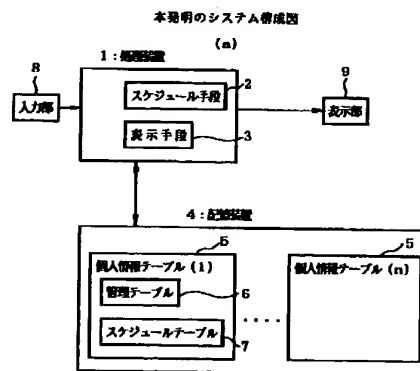 本発明のシステム構成図
(a)
1：処理装置
8
入力部
スケジュール手段
2
表示手段
3
9
表示部
4：記憶装置
5
個人情報テーブル(1)
管理テーブル
6
スケジュールテーブル
7
‥‥
5
個人情報テーブル(n)